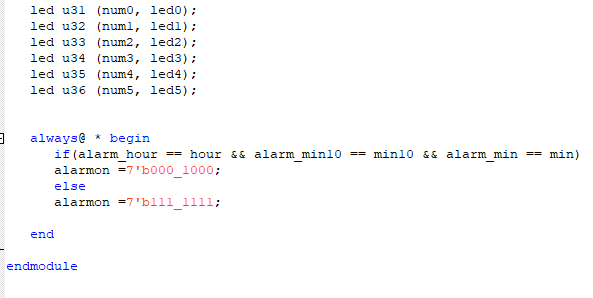 led u31 (num0, led0);
led u32 (num1, led1);
led u33 (num2, led2);
led u34 (num3, led3);
led u35 (num4, led4);
led u36 (num5, led5);
always@ * begin
if(alarm_hour == hour && alarm_min10 == min10 && alarm_min == min)
alarmon =7'b000_1000;
else
alarmon =7'b111_1111;
end
endmodule